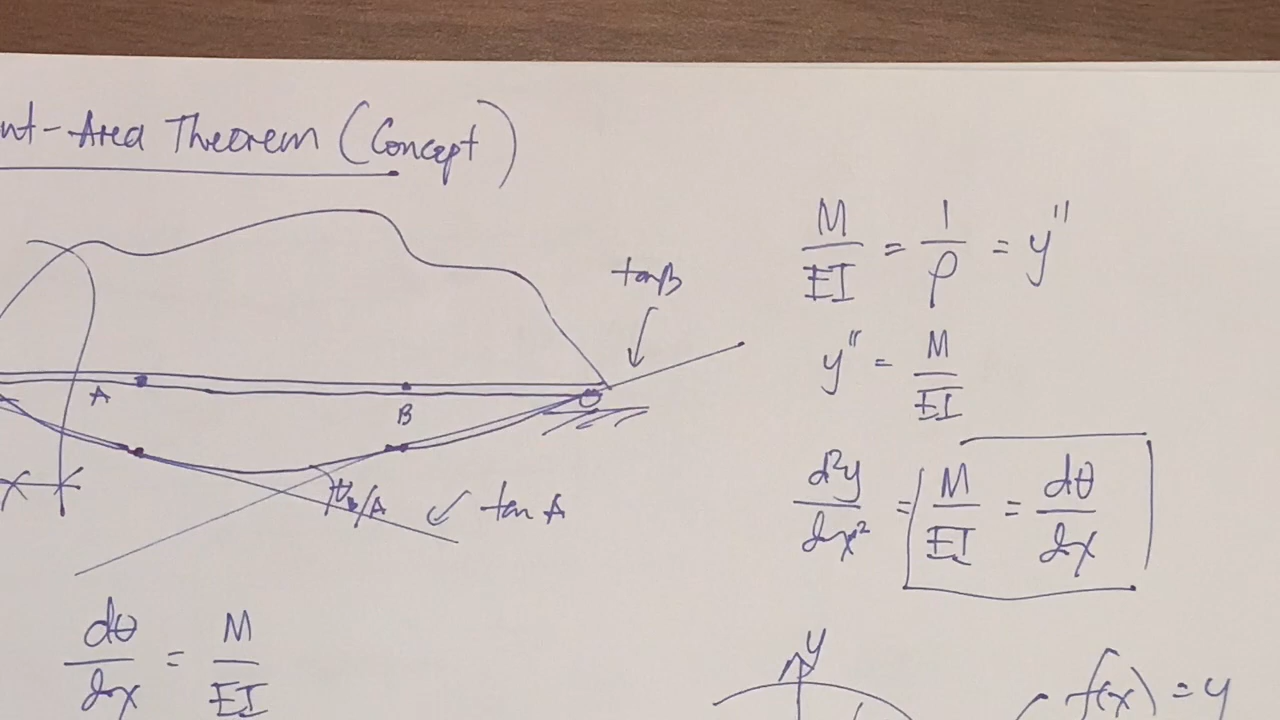 nt-Area Theorem (Concept)
M/EI = 1/ρ = y''
tanB
y'' = M/EI
A
B
d²y/dx² = M/EI = dθ/dx
θB/A
tan A
dθ/dx = M/EI
y
f(x) = y